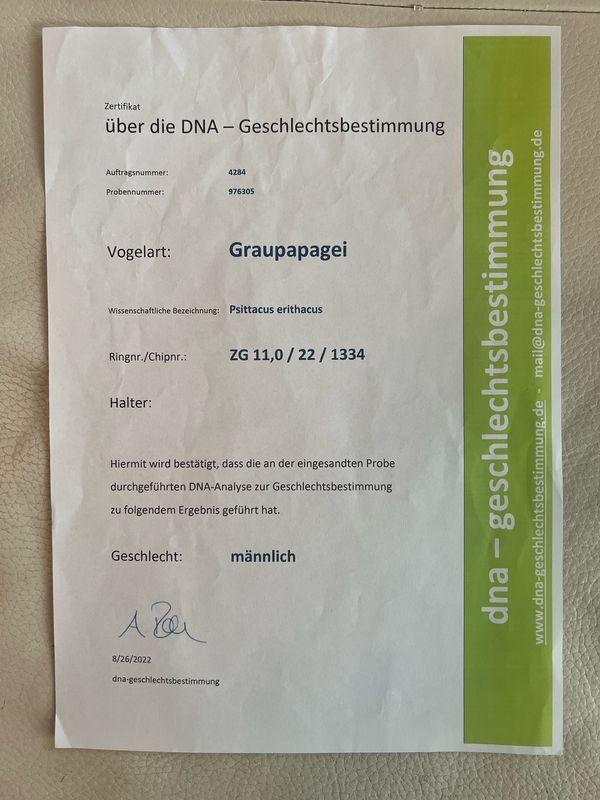 Zertifikat
über die DNA – Geschlechtsbestimmung
Auftragsnummer: 4284
Probennummer: 976305
Vogelart: Graupapagei
Wissenschaftliche Bezeichnung: Psittacus erithacus
Ringnr./Chipnr.: ZG 11,0 / 22 / 1334
Halter:
Hiermit wird bestätigt, dass die an der eingesandten Probe
durchgeführten DNA-Analyse zur Geschlechtsbestimmung
zu folgendem Ergebnis geführt hat.
Geschlecht: männlich
8/26/2022
dna-geschlechtsbestimmung
dna – geschlechtsbestimmung
www.dna-geschlechtsbestimmung.de - mail@dna-geschlechtsbestimmung.de